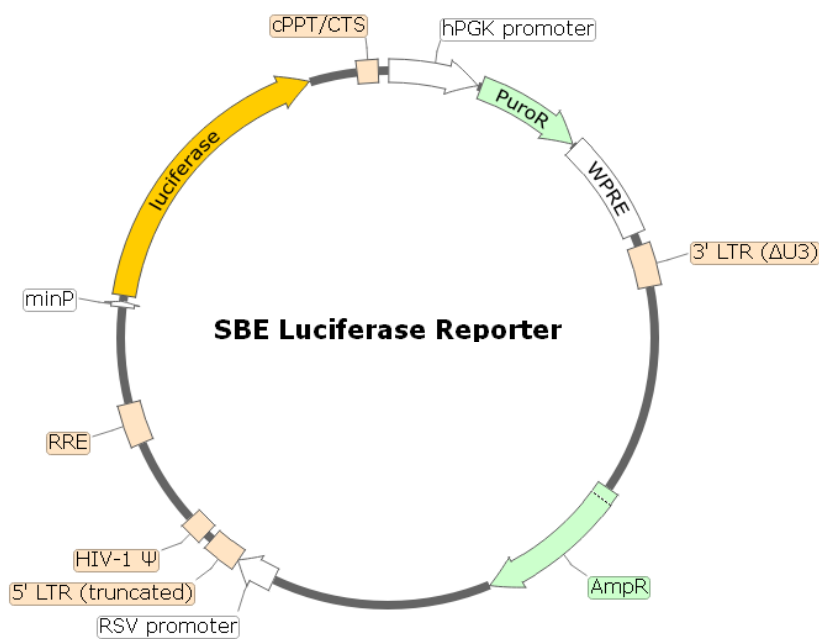 cPPT/CTS
hPGK promoter
PuroR
luciferase
WPRE
3' LTR (ΔU3)
minP
SBE Luciferase Reporter
RRE
HIV-1 Ψ
5' LTR (truncated)
AmpR
RSV promoter